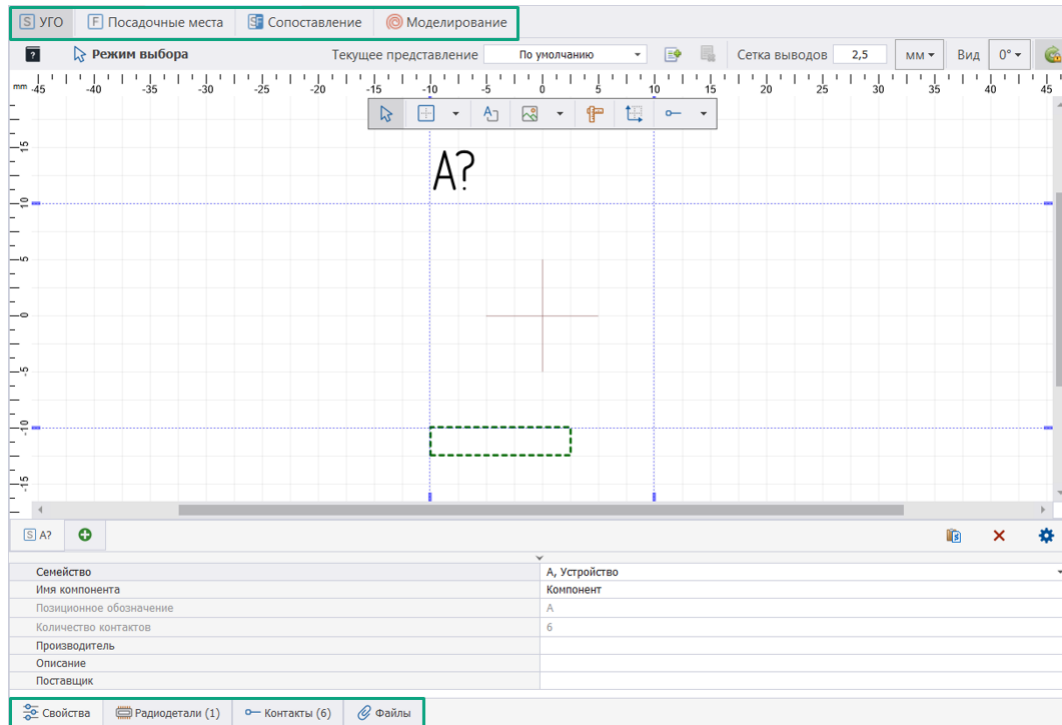 S УГО F Посадочные места SF Сопоставление Моделирование
? Режим выбора Текущее представление По умолчанию Сетка выводов 2,5 мм Вид 0°
mm -45 -40 -35 -30 -25 -20 -15 -10 -5 0 5 10 15 20 25 30 35 40 45
A
15
A?
10
5
0
-5
-10
-15
S A?
Семейство А, Устройство
Имя компонента Компонент
Позиционное обозначение A
Количество контактов 6
Производитель
Описание
Поставщик
Свойства Радиодетали (1) Контакты (6) Файлы